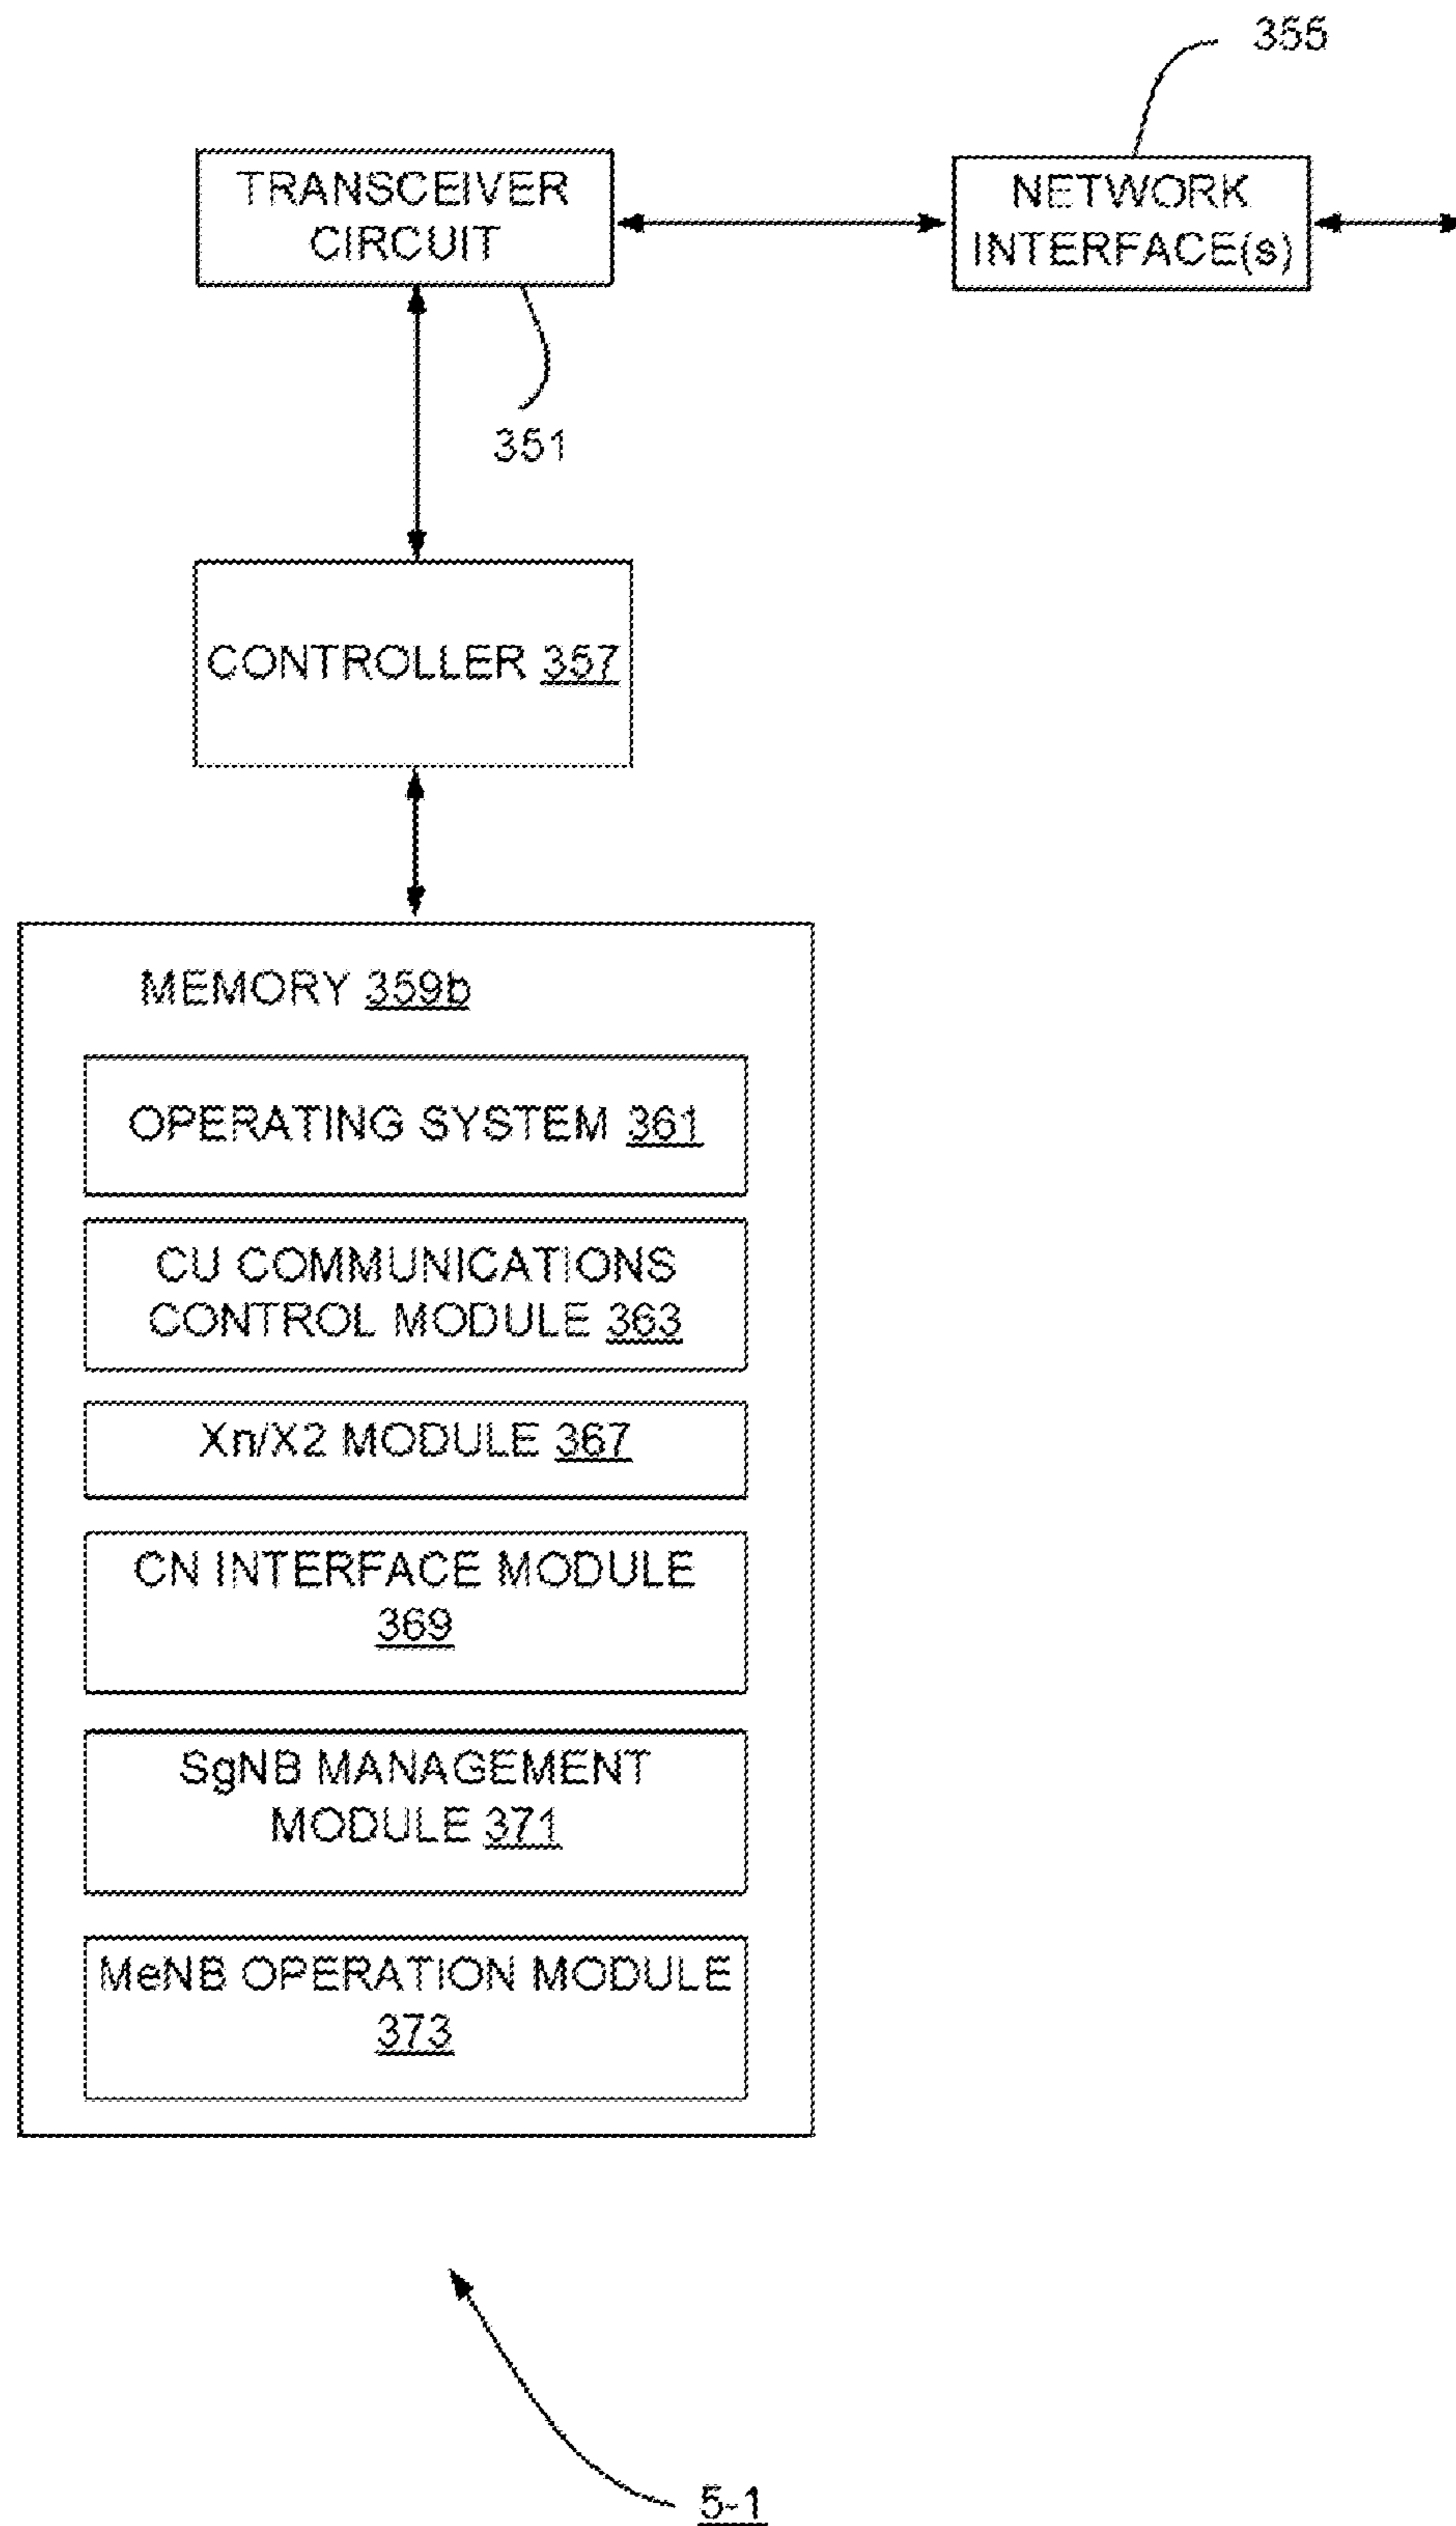 355
TRANSCEIVER
CIRCUIT
NETWORK
INTERFACE(s)
351
CONTROLLER 357
MEMORY 359b
OPERATING SYSTEM 361
CU COMMUNICATIONS
CONTROL MODULE 363
Xn/X2 MODULE 367
CN INTERFACE MODULE
369
SgNB MANAGEMENT
MODULE 371
MeNB OPERATION MODULE
373
5-1